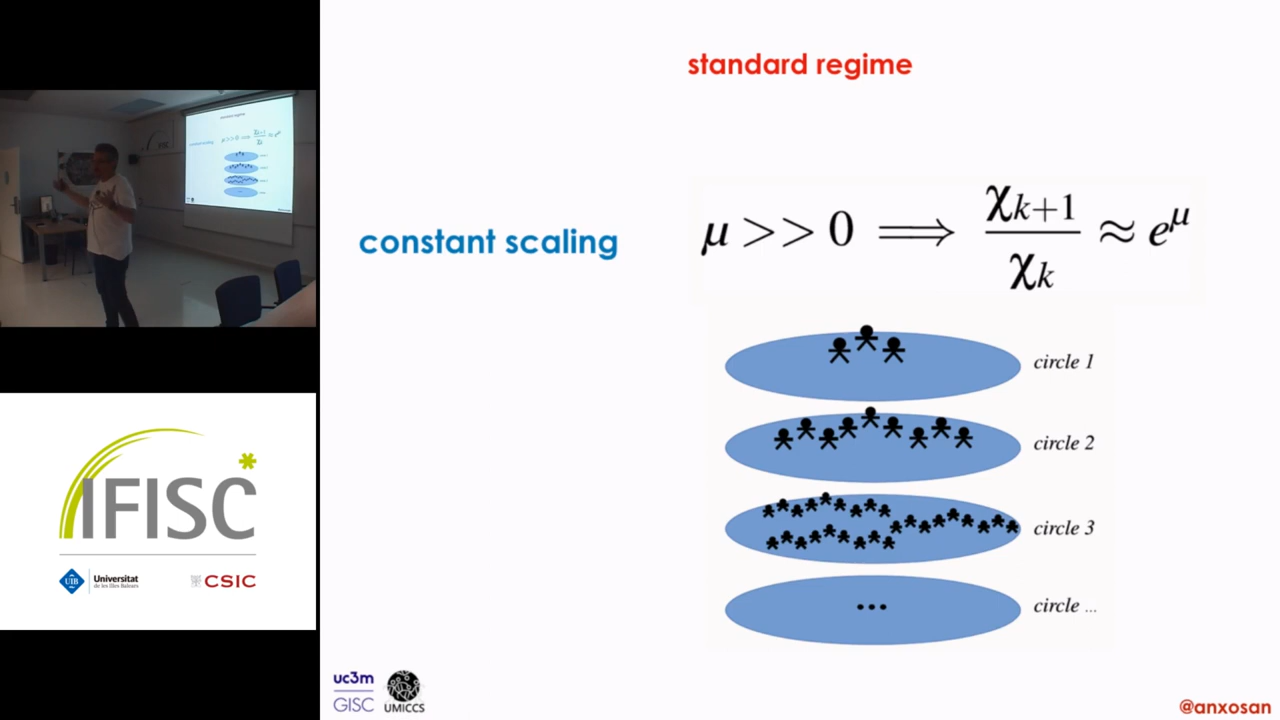 standard regime
constant scaling
μ >> 0 ⟹ χk+1 / χk ≈ e^μ
circle 1
circle 2
circle 3
...
circle ...
IFISC
UIB
Universitat
de les Illes Balears
CSIC
uc3m
GISC
UMICCS
@anxosan